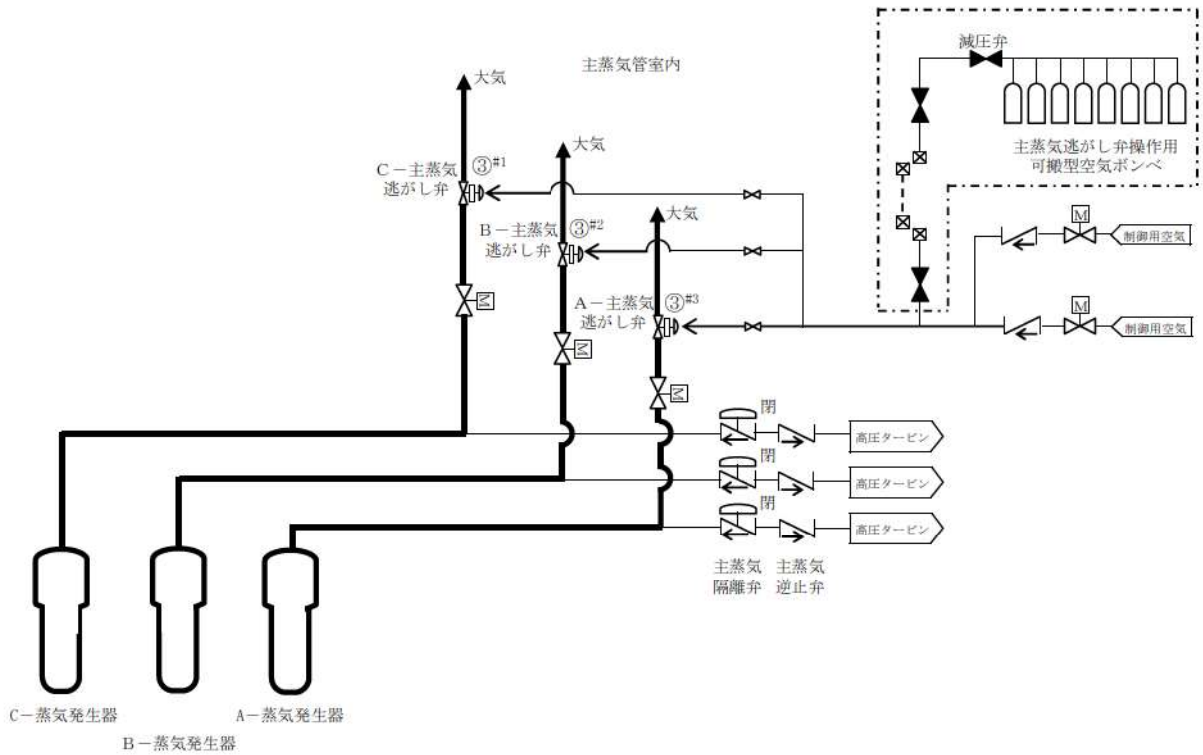 減圧弁
主蒸気管室内
大気
主蒸気逃がし弁操作用
可搬型空気ボンベ
大気
C-主蒸気
逃がし弁
③#1
大気
B-主蒸気
逃がし弁
③#2
M
制御用空気
A-主蒸気
逃がし弁
③#3
M
制御用空気
M
M
M
閉
高圧タービン
閉
高圧タービン
閉
高圧タービン
主蒸気
隔離弁
主蒸気
逆止弁
C-蒸気発生器
B-蒸気発生器
A-蒸気発生器